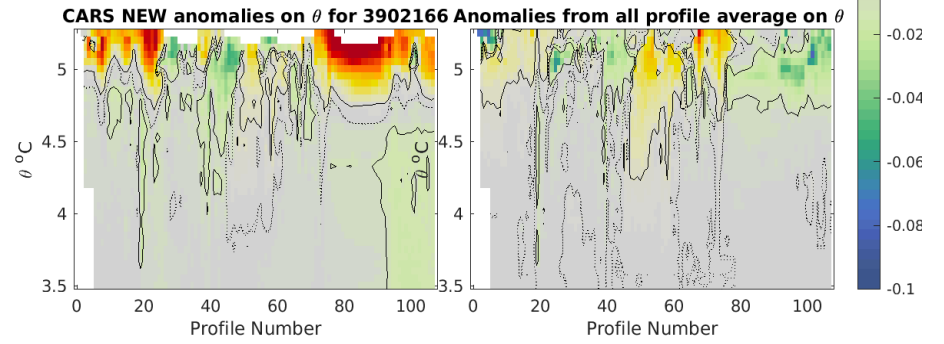 CARS NEW anomalies on θ for 3902166
Anomalies from all profile average on θ
5
4.5
4
3.5
θ °C
0 20 40 60 80 100
Profile Number
5
4.5
4
3.5
θ °C
0 20 40 60 80 100
Profile Number
-0.02
-0.04
-0.06
-0.08
-0.1